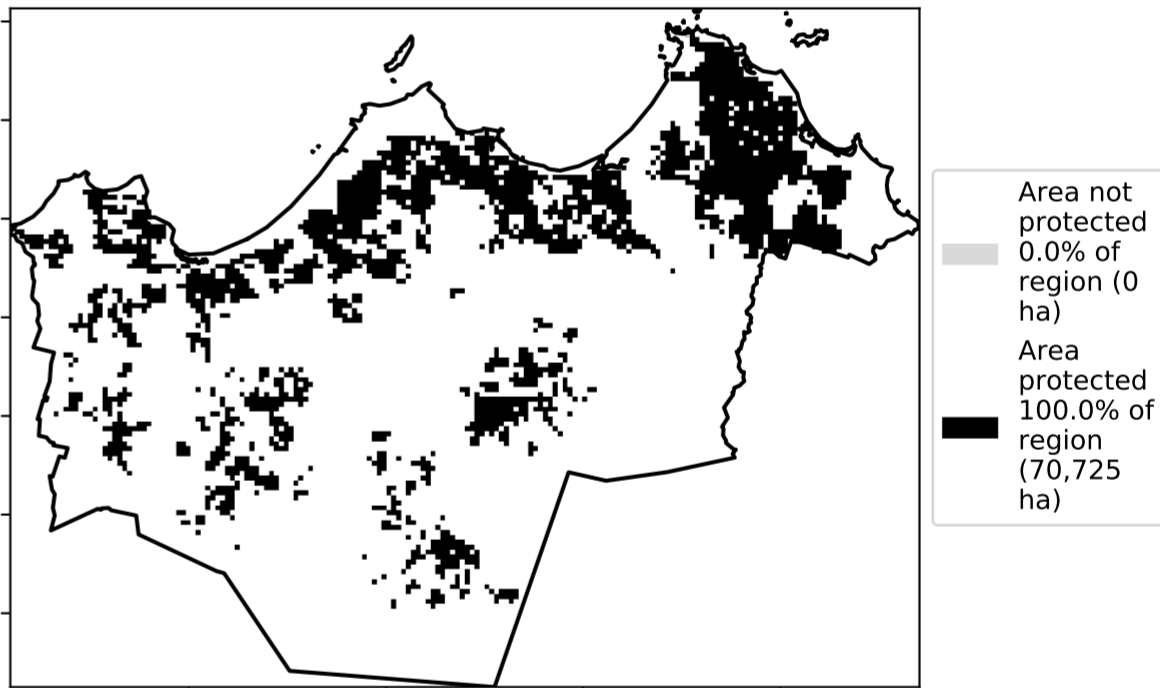 Area not
protected
0.0% of
region (0
ha)
Area
protected
100.0% of
region
(70,725
ha)